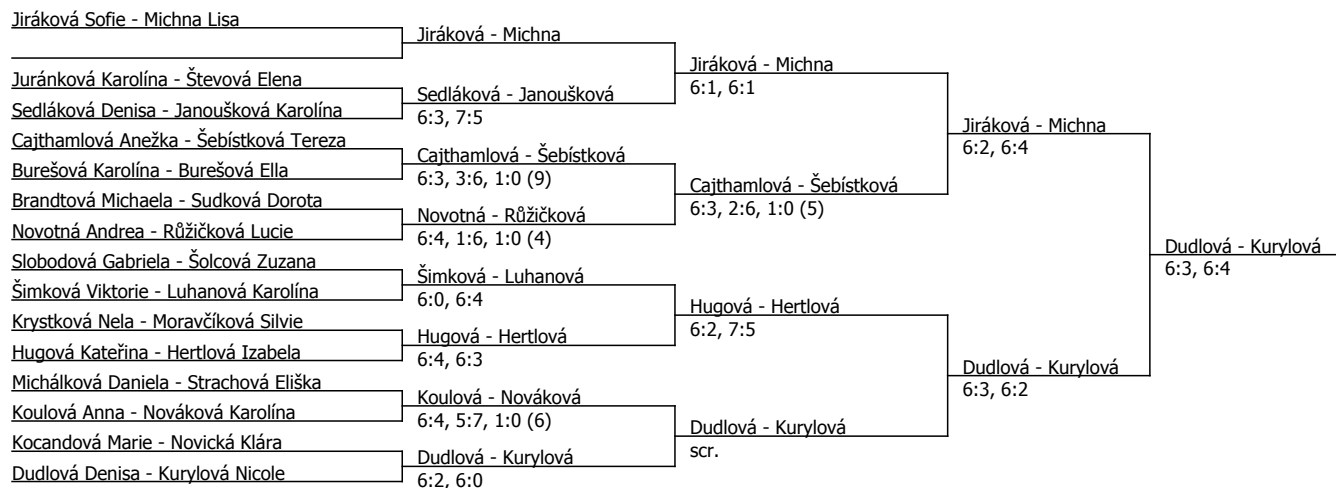 Jiráková Sofie - Michna Lisa
Juránková Karolína - Števová Elena
Sedláková Denisa - Janoušková Karolína
Cajthamlová Anežka - Šebístková Tereza
Burešová Karolína - Burešová Ella
Brandtová Michaela - Sudková Dorota
Novotná Andrea - Růžičková Lucie
Slobodová Gabriela - Šolcová Zuzana
Šimková Viktorie - Luhanová Karolína
Krystková Nela - Moravčíková Silvie
Hugová Kateřina - Hertlová Izabela
Michálková Daniela - Strachová Eliška
Koulová Anna - Nováková Karolína
Kocandová Marie - Novická Klára
Dudlová Denisa - Kurylová Nicole
Jiráková - Michna
Sedláková - Janoušková
6:3, 7:5
Cajthamlová - Šebístková
6:3, 3:6, 1:0 (9)
Novotná - Růžičková
6:4, 1:6, 1:0 (4)
Šimková - Luhanová
6:0, 6:4
Hugová - Hertlová
6:4, 6:3
Koulová - Nováková
6:4, 5:7, 1:0 (6)
Dudlová - Kurylová
6:2, 6:0
Jiráková - Michna
6:1, 6:1
Cajthamlová - Šebístková
6:3, 2:6, 1:0 (5)
Hugová - Hertlová
6:2, 7:5
Dudlová - Kurylová
scr.
Jiráková - Michna
6:2, 6:4
Dudlová - Kurylová
6:3, 6:2
Dudlová - Kurylová
6:3, 6:4